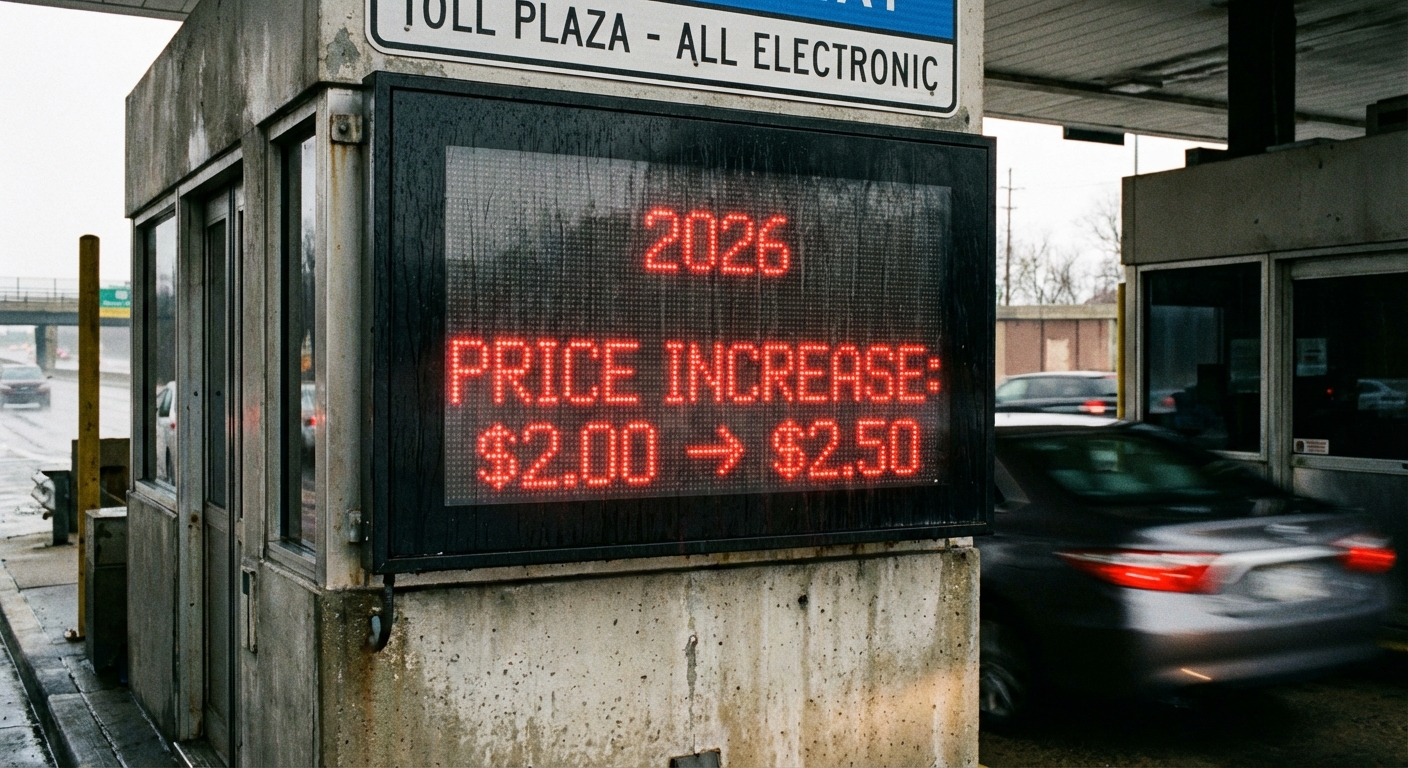 TOLL PLAZA - ALL ELECTRONIC
2026
PRICE INCREASE:
$2.00 → $2.50